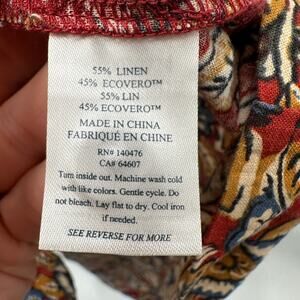 55% LINEN
45% ECOVERO™
55% LIN
45% ECOVERO™
MADE IN CHINA
FABRIQUÉ EN CHINE
RN# 140476
CA# 64607
Turn inside out. Machine wash cold
with like colors. Gentle cycle. Do
not bleach. Lay flat to dry. Cool iron
if needed.
SEE REVERSE FOR MORE